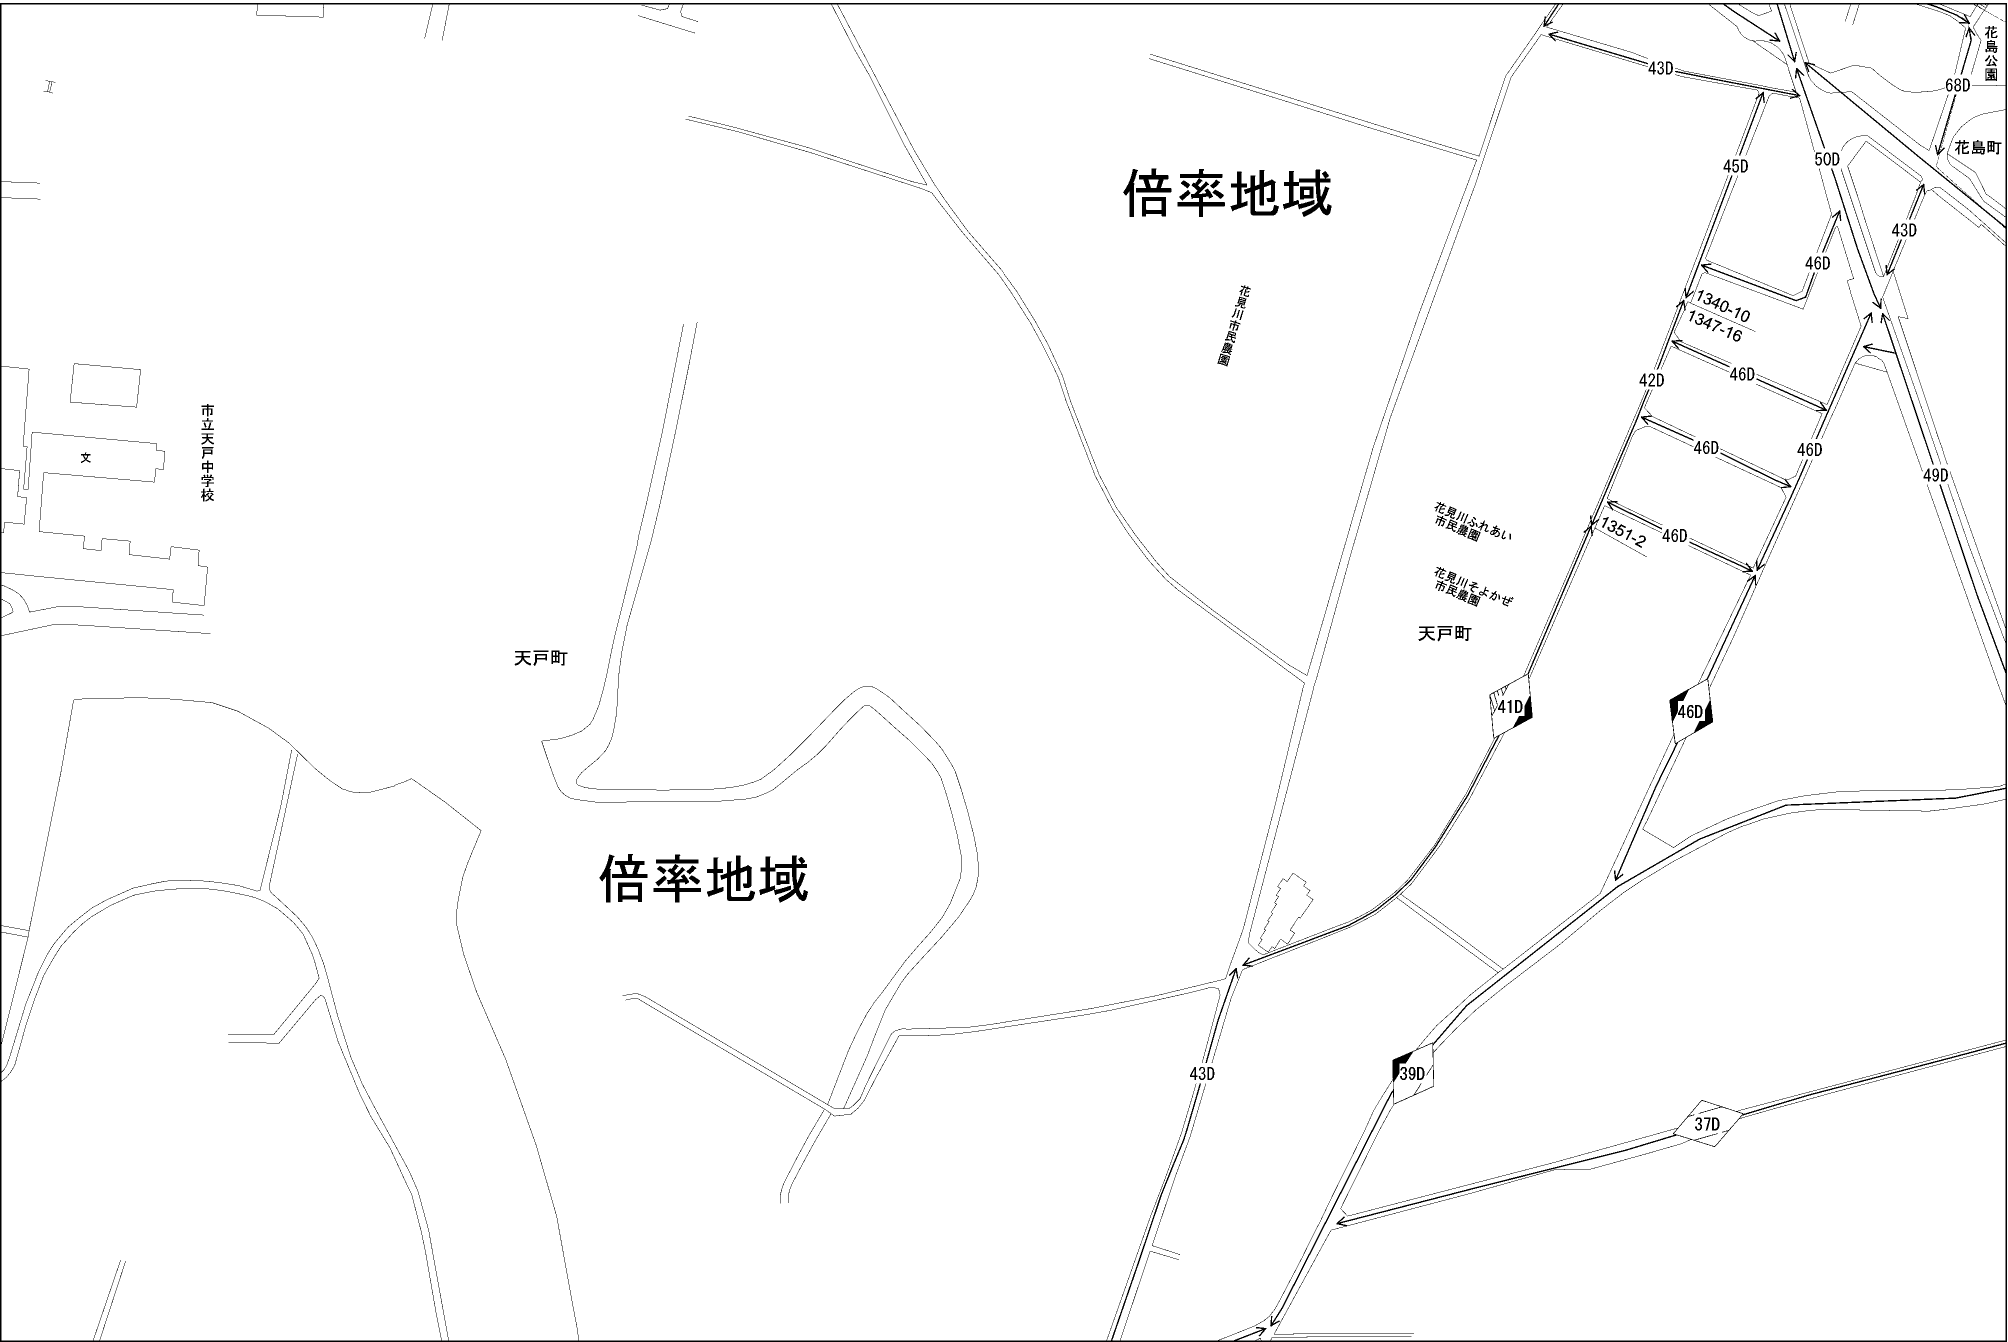 花島公園
43D
68D
花島町
50D
45D
倍率地域
43D
46D
1340-10
1347-16
花見川市民農園
46D
42D
市立天戸中学校
46D
46D
文
49D
花見川ふれあい
市民農園
1351-2
46D
花見川そよかぜ
市民農園
天戸町
天戸町
41D
46D
倍率地域
43D
39D
37D